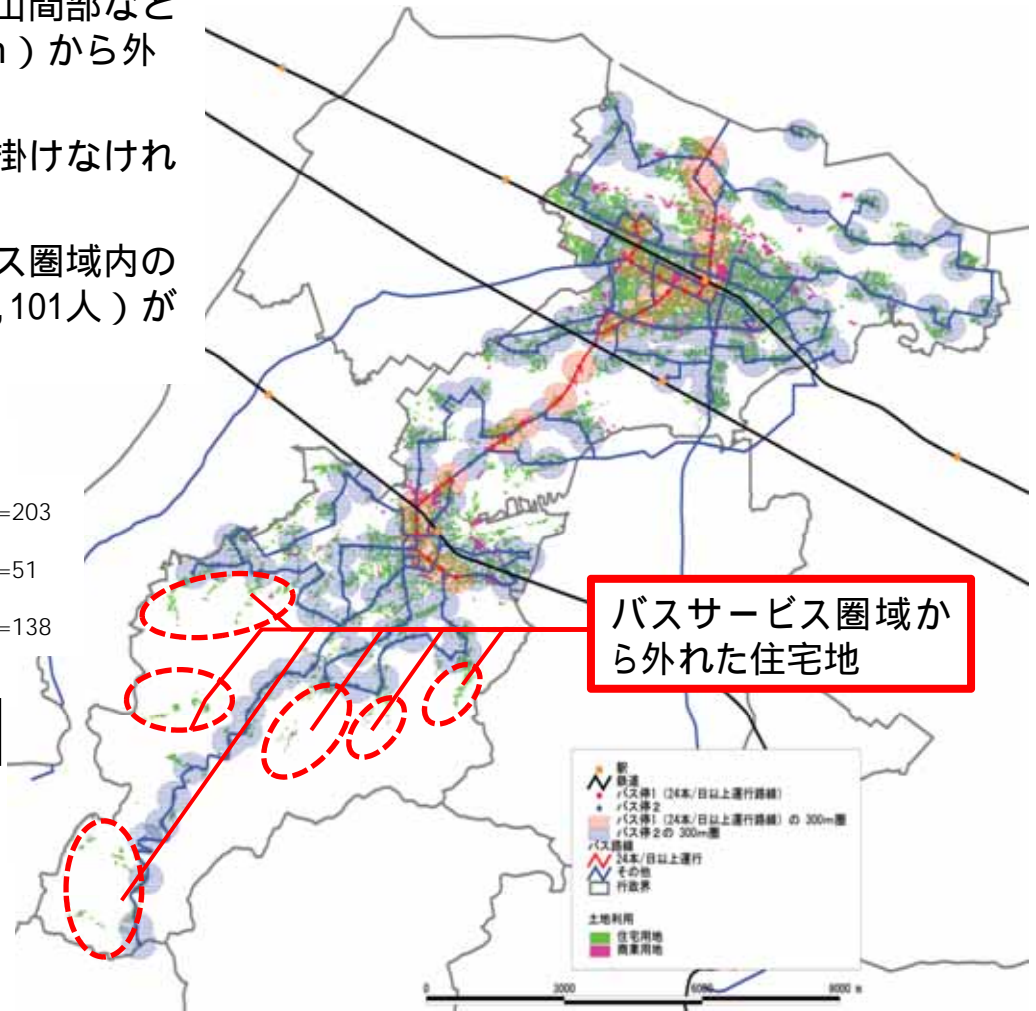 山間部など
m）から外
掛けなけれ
ス圏域内の
,101人）が
=203
=51
=138
バスサービス圏域か
ら外れた住宅地
駅
鉄道
バス停1（24本/日以上運行路線）
バス停2
バス停1（24本/日以上運行路線）の 300m圏
バス停2の 300m圏
バス路線
24本/日以上運行
その他
行政界
土地利用
住宅用地
商業用地
0 3000 6000 9000 m